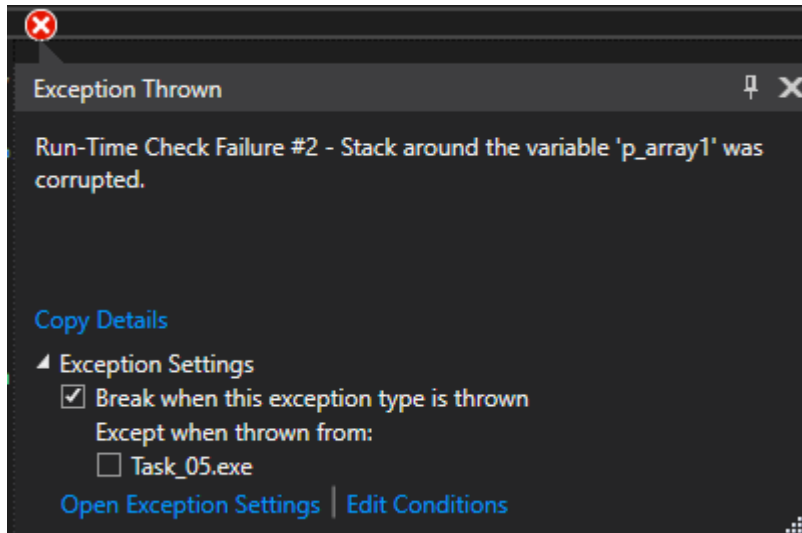 Exception Thrown
Run-Time Check Failure #2 - Stack around the variable 'p_array1' was
corrupted.
Copy Details
Exception Settings
Break when this exception type is thrown
Except when thrown from:
Task_05.exe
Open Exception Settings | Edit Conditions